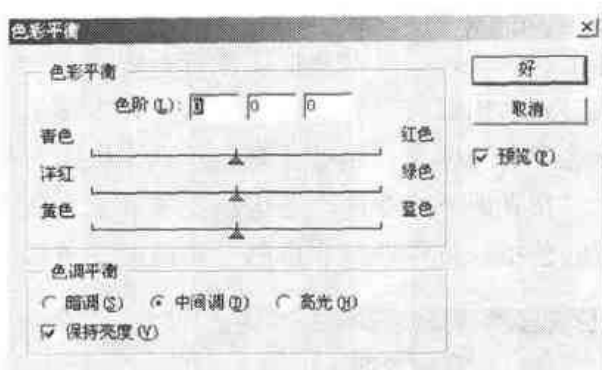 色彩平衡
色彩平衡
色阶(L): 0 0 0
青色 红色
洋红 绿色
黄色 蓝色
好
取消
预览(P)
色调平衡
暗调(S) 中间调(D) 高光(H)
保持亮度(V)